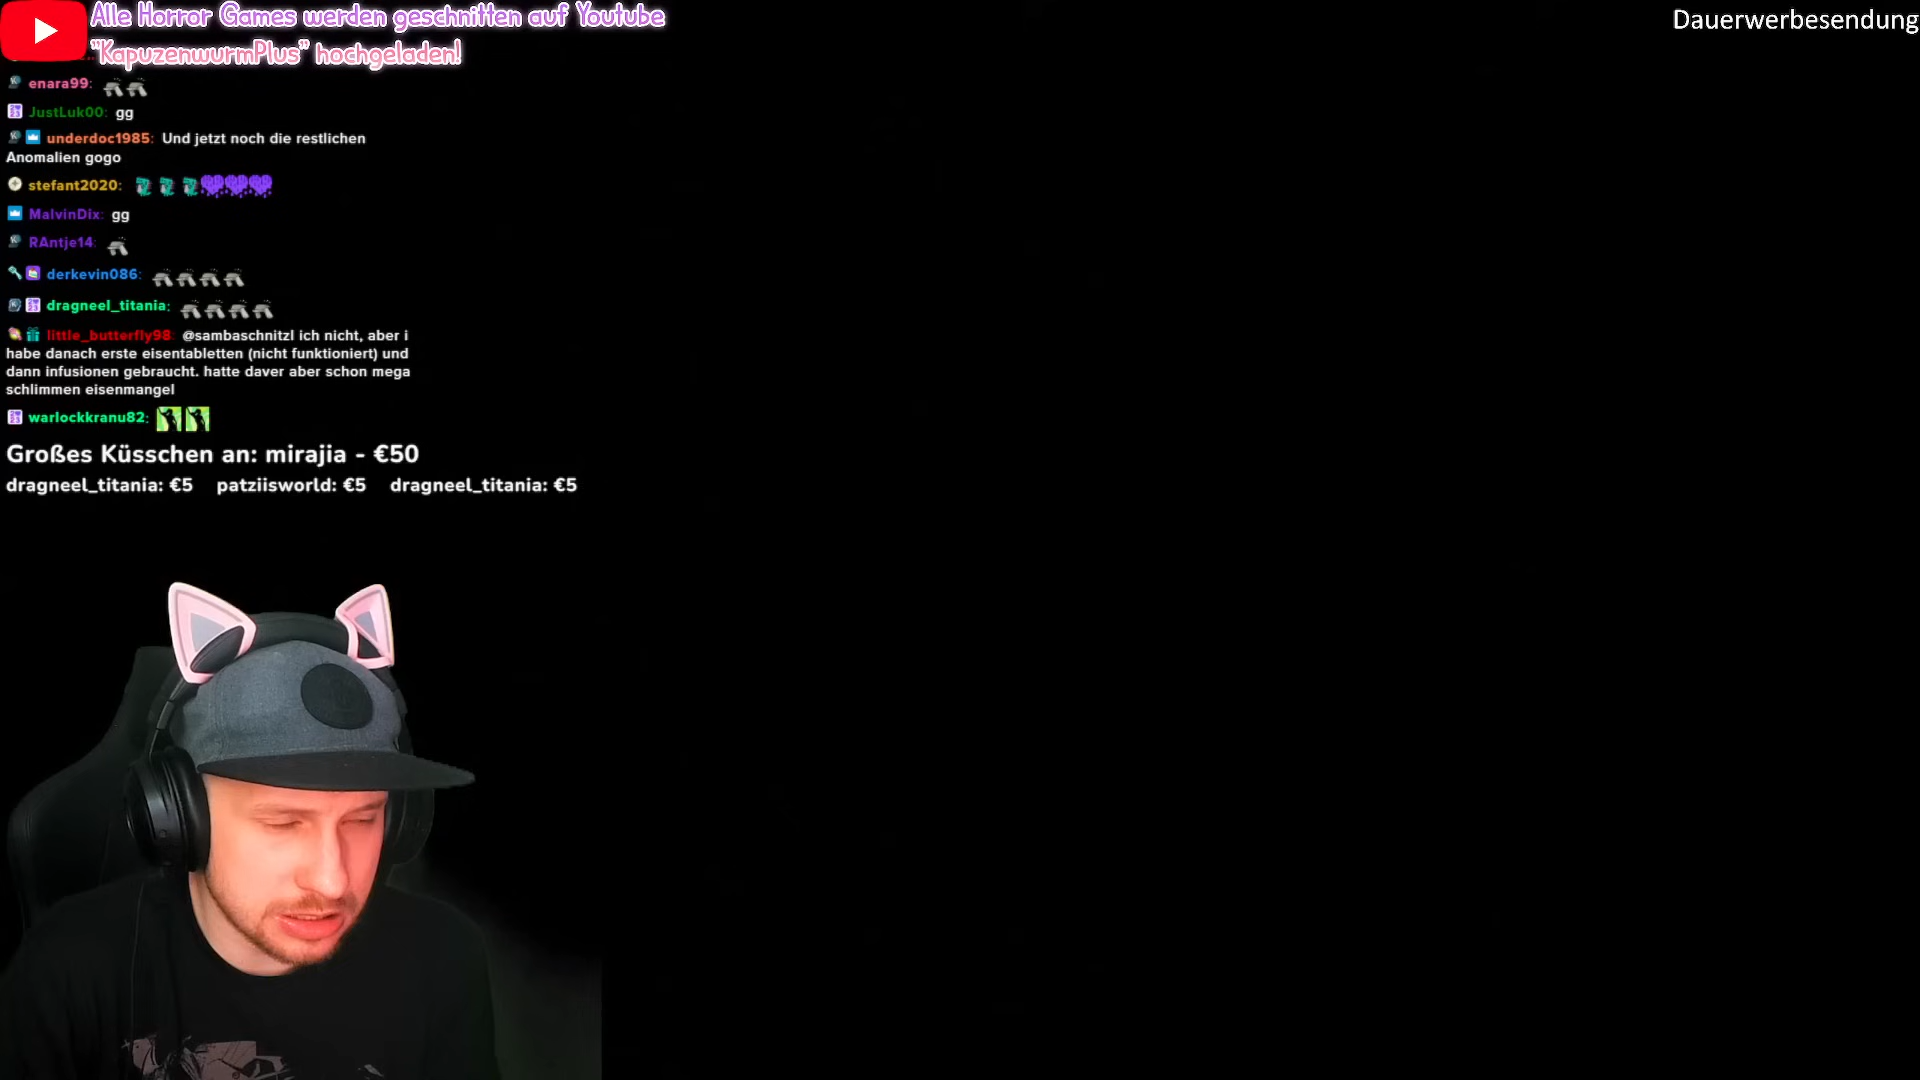 Alle Horror Games werden geschnitten auf Youtube
"KapuzenwurmPlus" hochgeladen!
Dauerwerbesendung
enara99:
JustLuk00: gg
underdoc1985: Und jetzt noch die restlichen
Anomalien gogo
stefant2020:
MalvinDix: gg
RAntje14:
derkevin086:
dragneel_titania:
little_butterfly98: @sambaschnitzl ich nicht, aber i
habe danach erste eisentabletten (nicht funktioniert) und
dann infusionen gebraucht. hatte daver aber schon mega
schlimmen eisenmangel
warlockkranu82:
Großes Küsschen an: mirajia - €50
dragneel_titania: €5 patziisworld: €5 dragneel_titania: €5